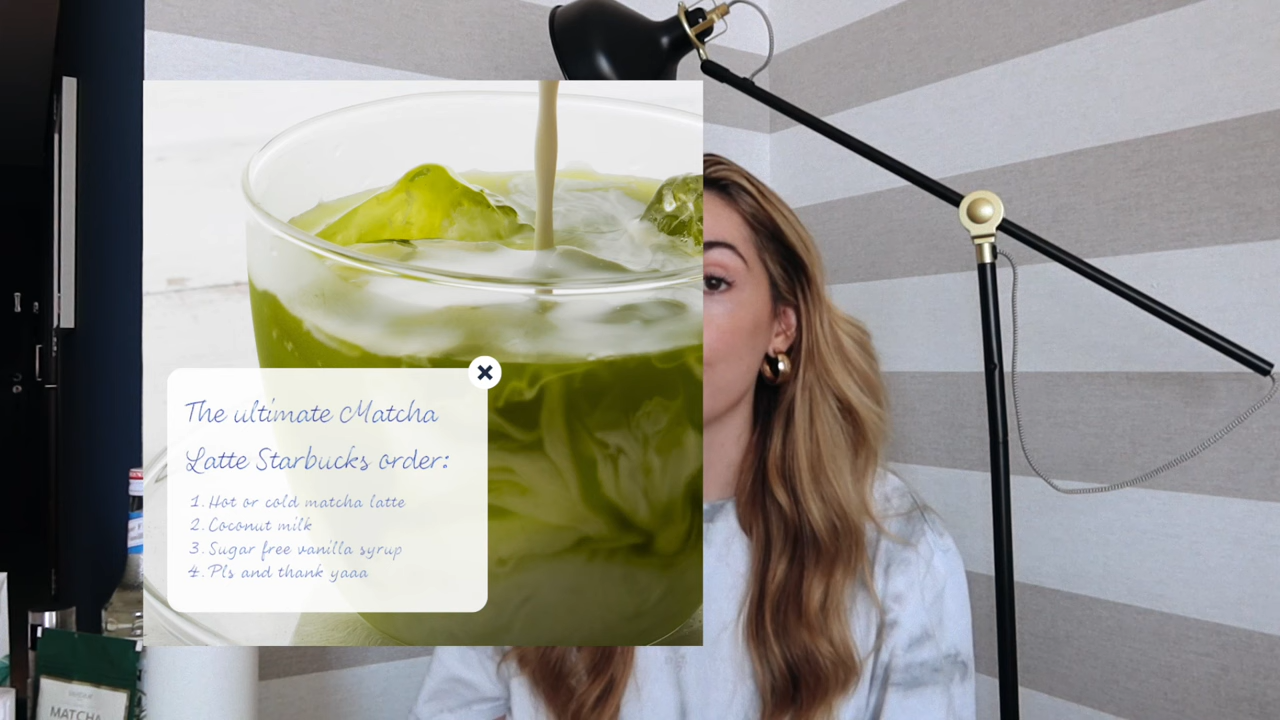 The ultimate Matcha
Latte Starbucks order:
1. Hot or cold matcha latte
2. Coconut milk
3. Sugar free vanilla syrup
4. Pls and thank yaaa
MATCHA